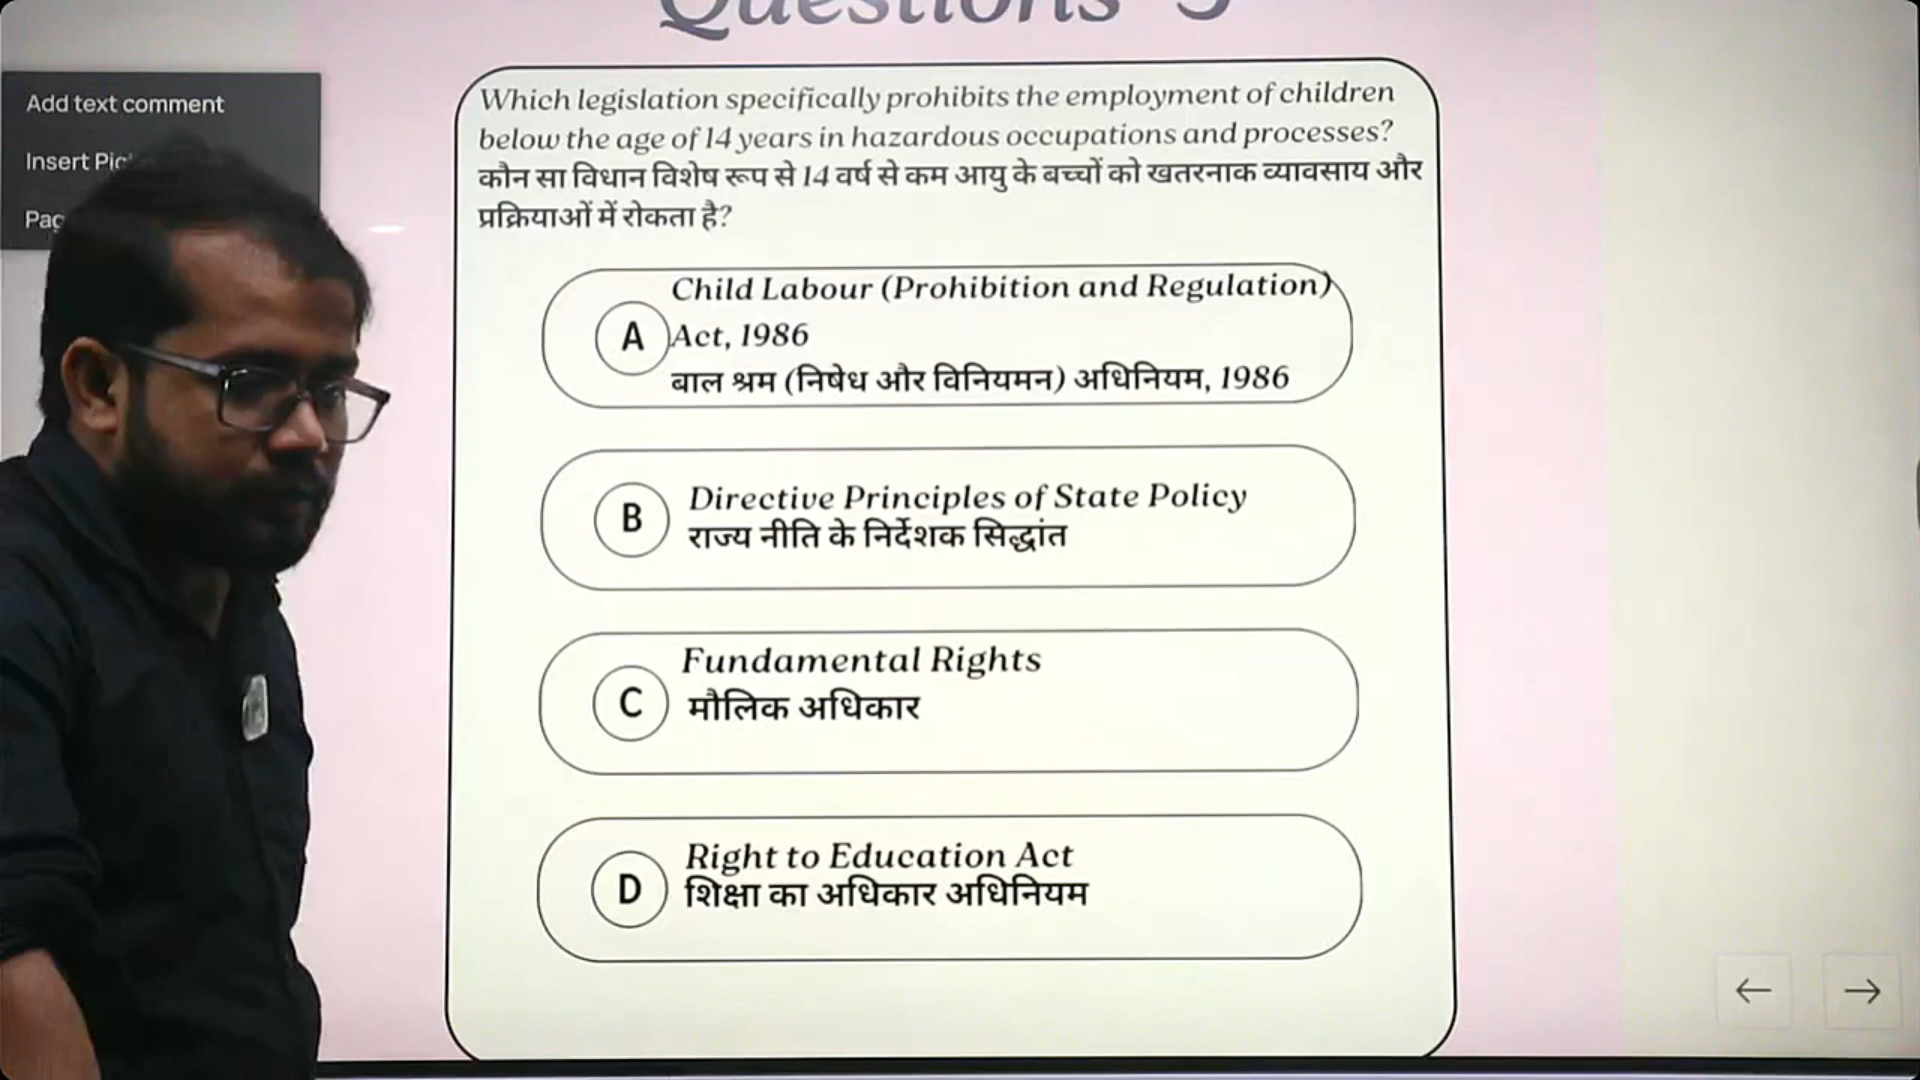 Questions
Add text comment
Insert
Which legislation specifically prohibits the employment of children
below the age of 14 years in hazardous occupations and processes?
कौन सा विधान विशेष रूप से 14 वर्ष से कम आयु के बच्चों को खतरनाक व्यावसाय और
प्रक्रियाओं में रोकता है?
A
Child Labour (Prohibition and Regulation)
Act, 1986
बाल श्रम (निषेध और विनियमन) अधिनियम, 1986
B
Directive Principles of State Policy
राज्य नीति के निर्देशक सिद्धांत
C
Fundamental Rights
मौलिक अधिकार
D
Right to Education Act
शिक्षा का अधिकार अधिनियम